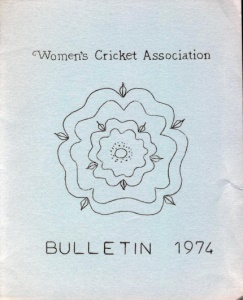 Women's Cricket Association
BULLETIN 1974